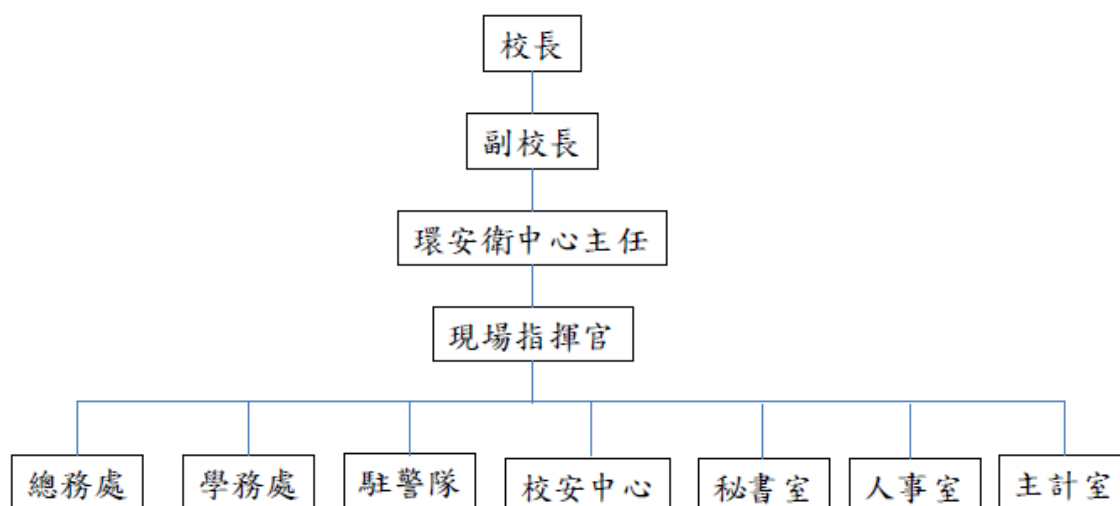 校長
副校長
環安衛中心主任
現場指揮官
總務處 學務處 駐警隊 校安中心 秘書室 人事室 主計室